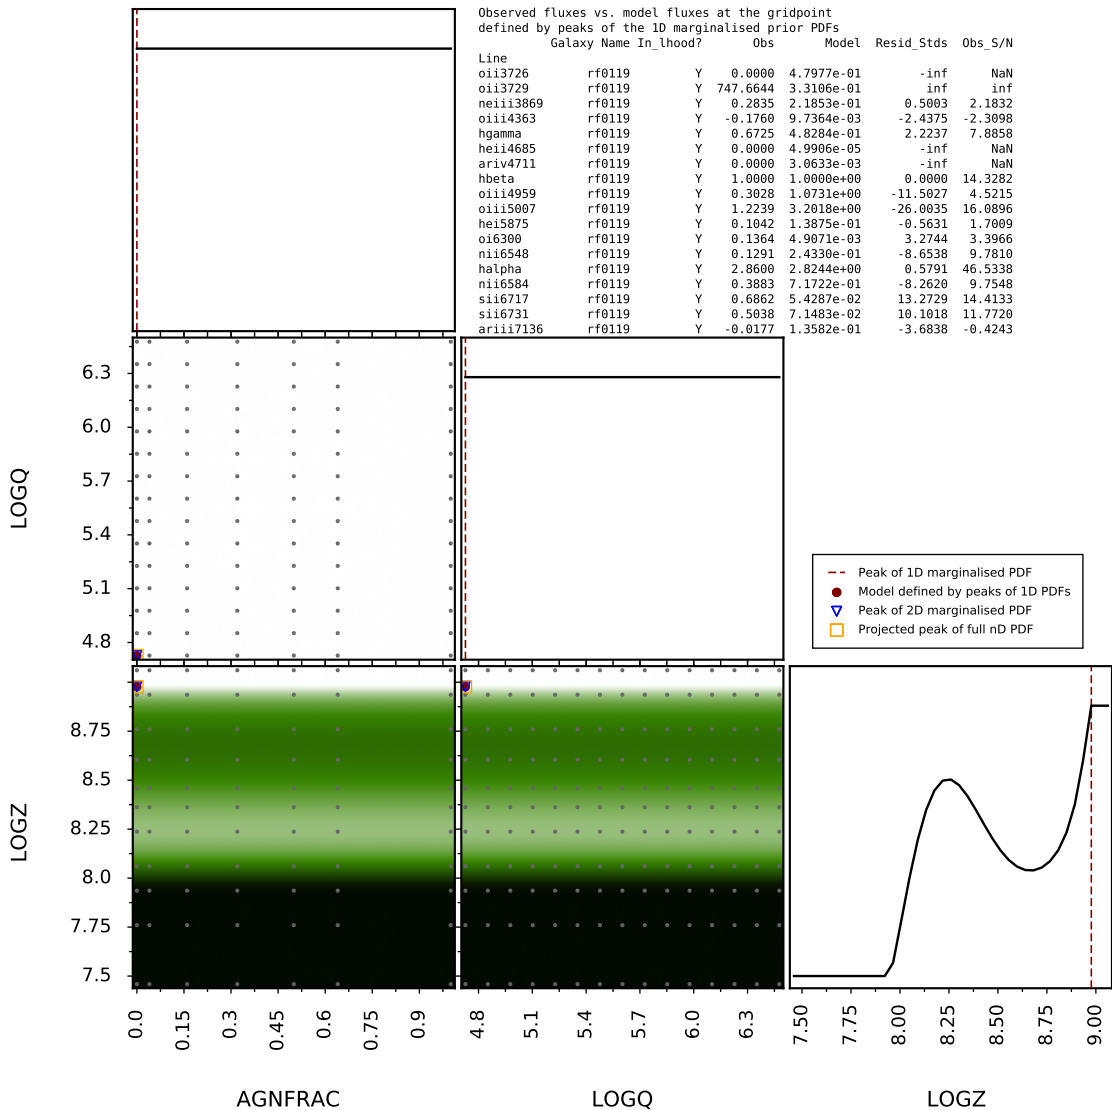 Observed fluxes vs. model fluxes at the gridpoint
defined by peaks of the 1D marginalised prior PDFs
Galaxy Name In_lhood? Obs Model Resid_Stds Obs_S/N
Line
oii3726 rf0119 Y 0.0000 4.7977e-01 -inf NaN
oii3729 rf0119 Y 747.6644 3.3106e-01 inf inf
neiii3869 rf0119 Y 0.2835 2.1853e-01 0.5003 2.1832
oiii4363 rf0119 Y -0.1760 9.7364e-03 -2.4375 -2.3098
hgamma rf0119 Y 0.6725 4.8284e-01 2.2237 7.8858
heii4685 rf0119 Y 0.0000 4.9906e-05 -inf NaN
ariv4711 rf0119 Y 0.0000 3.0633e-03 -inf NaN
hbeta rf0119 Y 1.0000 1.0000e+00 0.0000 14.3282
oiii4959 rf0119 Y 0.3028 1.0731e+00 -11.5027 4.5215
oiii5007 rf0119 Y 1.2239 3.2018e+00 -26.0035 16.0896
hei5875 rf0119 Y 0.1042 1.3875e-01 -0.5631 1.7009
oi6300 rf0119 Y 0.1364 4.9071e-03 3.2744 3.3966
nii6548 rf0119 Y 0.1291 2.4330e-01 -8.6538 9.7810
halpha rf0119 Y 2.8600 2.8244e+00 0.5791 46.5338
nii6584 rf0119 Y 0.3883 7.1722e-01 -8.2620 9.7548
sii6717 rf0119 Y 0.6862 5.4287e-02 13.2729 14.4133
sii6731 rf0119 Y 0.5038 7.1483e-02 10.1018 11.7720
ariii7136 rf0119 Y -0.0177 1.3582e-01 -3.6838 -0.4243
6.3
6.0
5.7
5.4
5.1
4.8
LOGQ
Peak of 1D marginalised PDF
Model defined by peaks of 1D PDFs
Peak of 2D marginalised PDF
Projected peak of full nD PDF
8.75
8.5
8.25
8.0
7.75
7.5
LOGZ
0.0 0.15 0.3 0.45 0.6 0.75 0.9
4.8 5.1 5.4 5.7 6.0 6.3
7.50 7.75 8.00 8.25 8.50 8.75 9.00
AGNFRAC LOGQ LOGZ